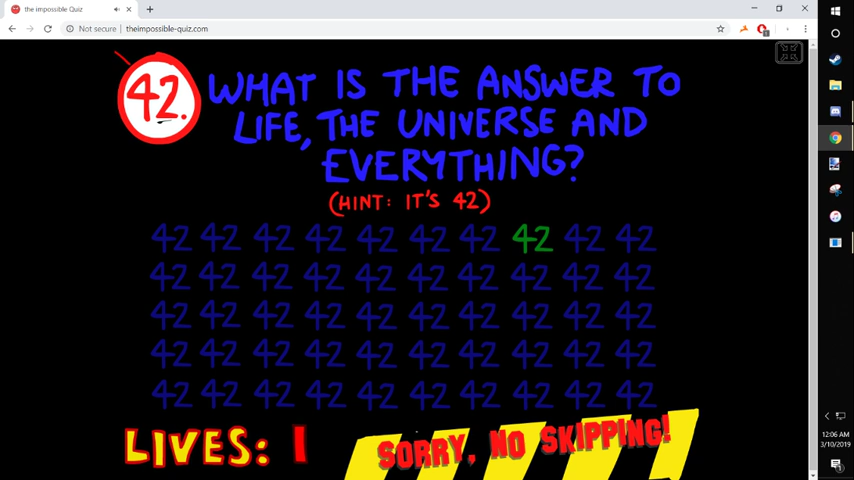 the impossible Quiz
Not secure
theimpossible-quiz.com
42.
WHAT IS THE ANSWER TO
LIFE, THE UNIVERSE AND
EVERYTHING?
(HINT: IT'S 42)
42 42 42 42 42 42 42 42 42 42
42 42 42 42 42 42 42 42 42 42
42 42 42 42 42 42 42 42 42 42
42 42 42 42 42 42 42 42 42 42
42 42 42 42 42 42 42 42 42 42
LIVES: 1
SORRY, NO SKIPPING!
12:06 AM
3/10/2019